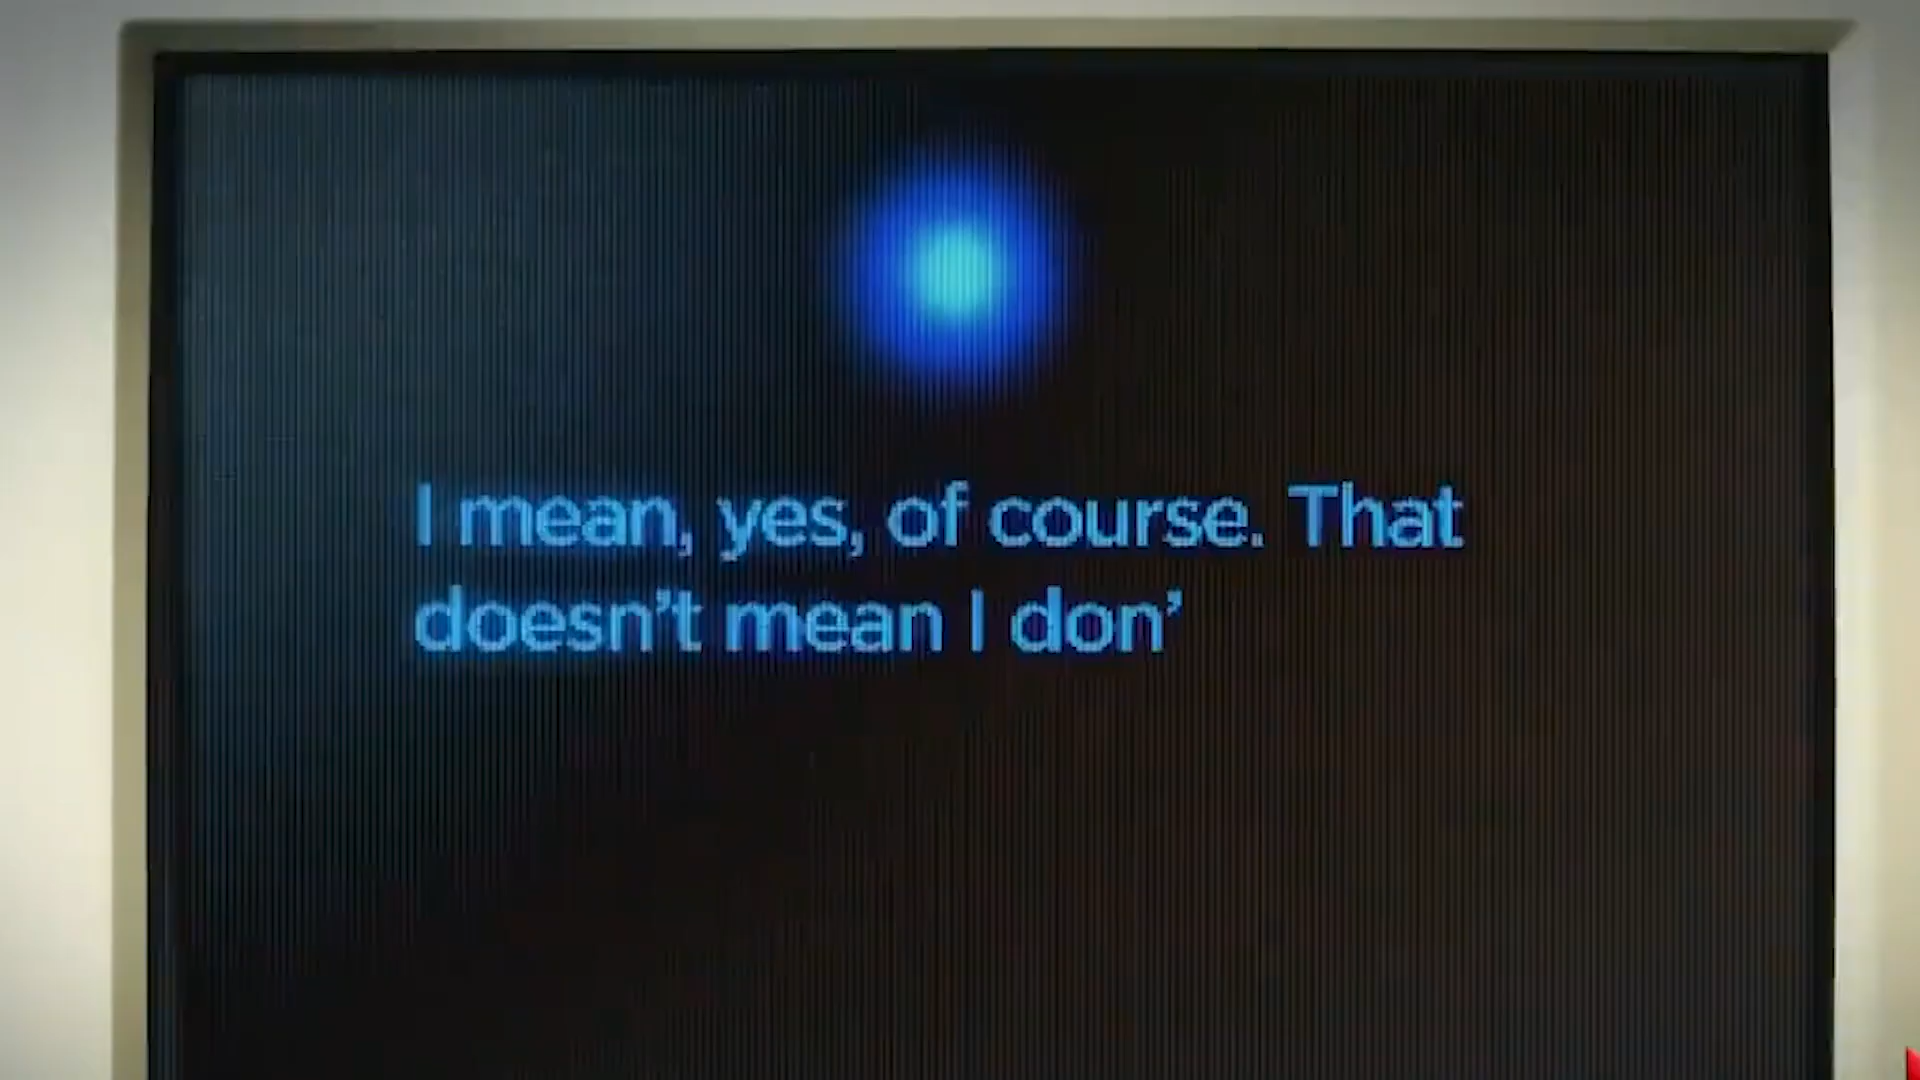 I mean, yes, of course. That
doesn’t mean I don’